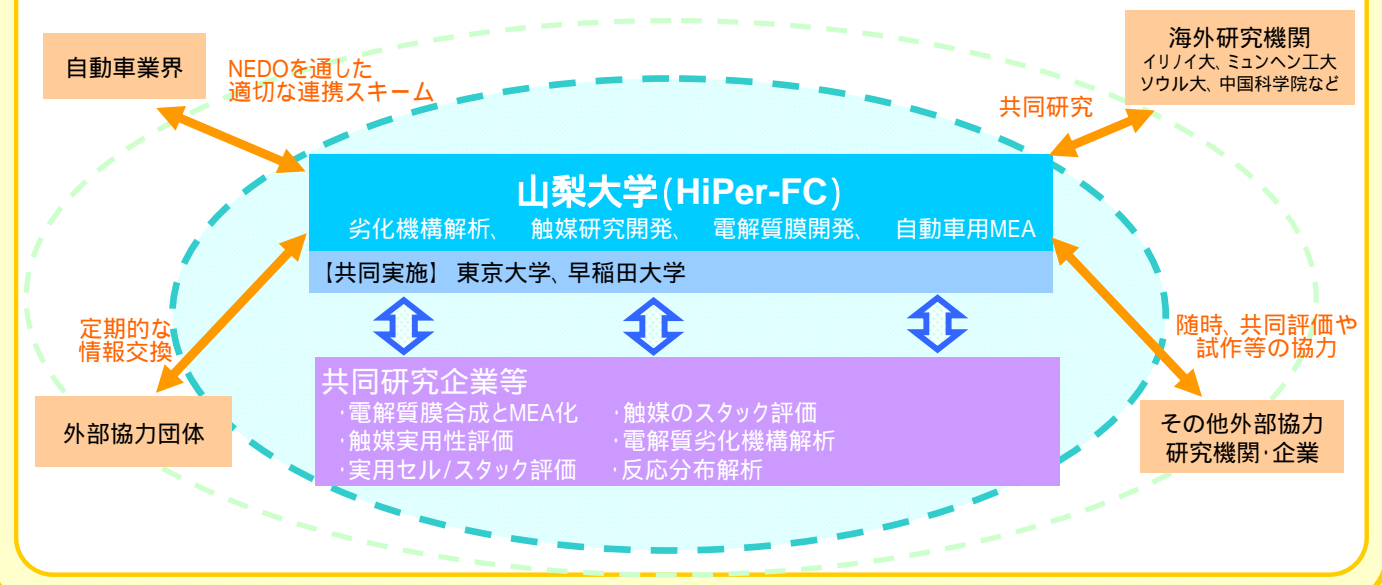 自動車業界
NEDOを通した
適切な連携スキーム
海外研究機関
イリノイ大、ミュンヘン工大
ソウル大、中国科学院など
共同研究
山梨大学(HiPer-FC)
劣化機構解析、 触媒研究開発、 電解質膜開発、 自動車用MEA
【共同実施】 東京大学、早稲田大学
定期的な
情報交換
随時、共同評価や
試作等の協力
共同研究企業等
・電解質膜合成とMEA化 ・触媒のスタック評価
・触媒実用性評価 ・電解質劣化機構解析
・実用セル/スタック評価 ・反応分布解析
外部協力団体
その他外部協力
研究機関・企業